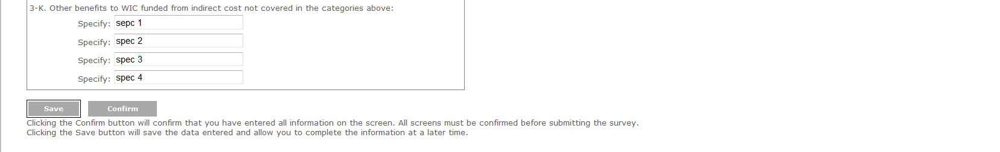 3-K. Other benefits to WIC funded from indirect cost not covered in the categories above:
Specify: sepc 1
Specify: spec 2
Specify: spec 3
Specify: spec 4
Save Confirm
Clicking the Confirm button will confirm that you have entered all information on the screen. All screens must be confirmed before submitting the survey.
Clicking the Save button will save the data entered and allow you to complete the information at a later time.